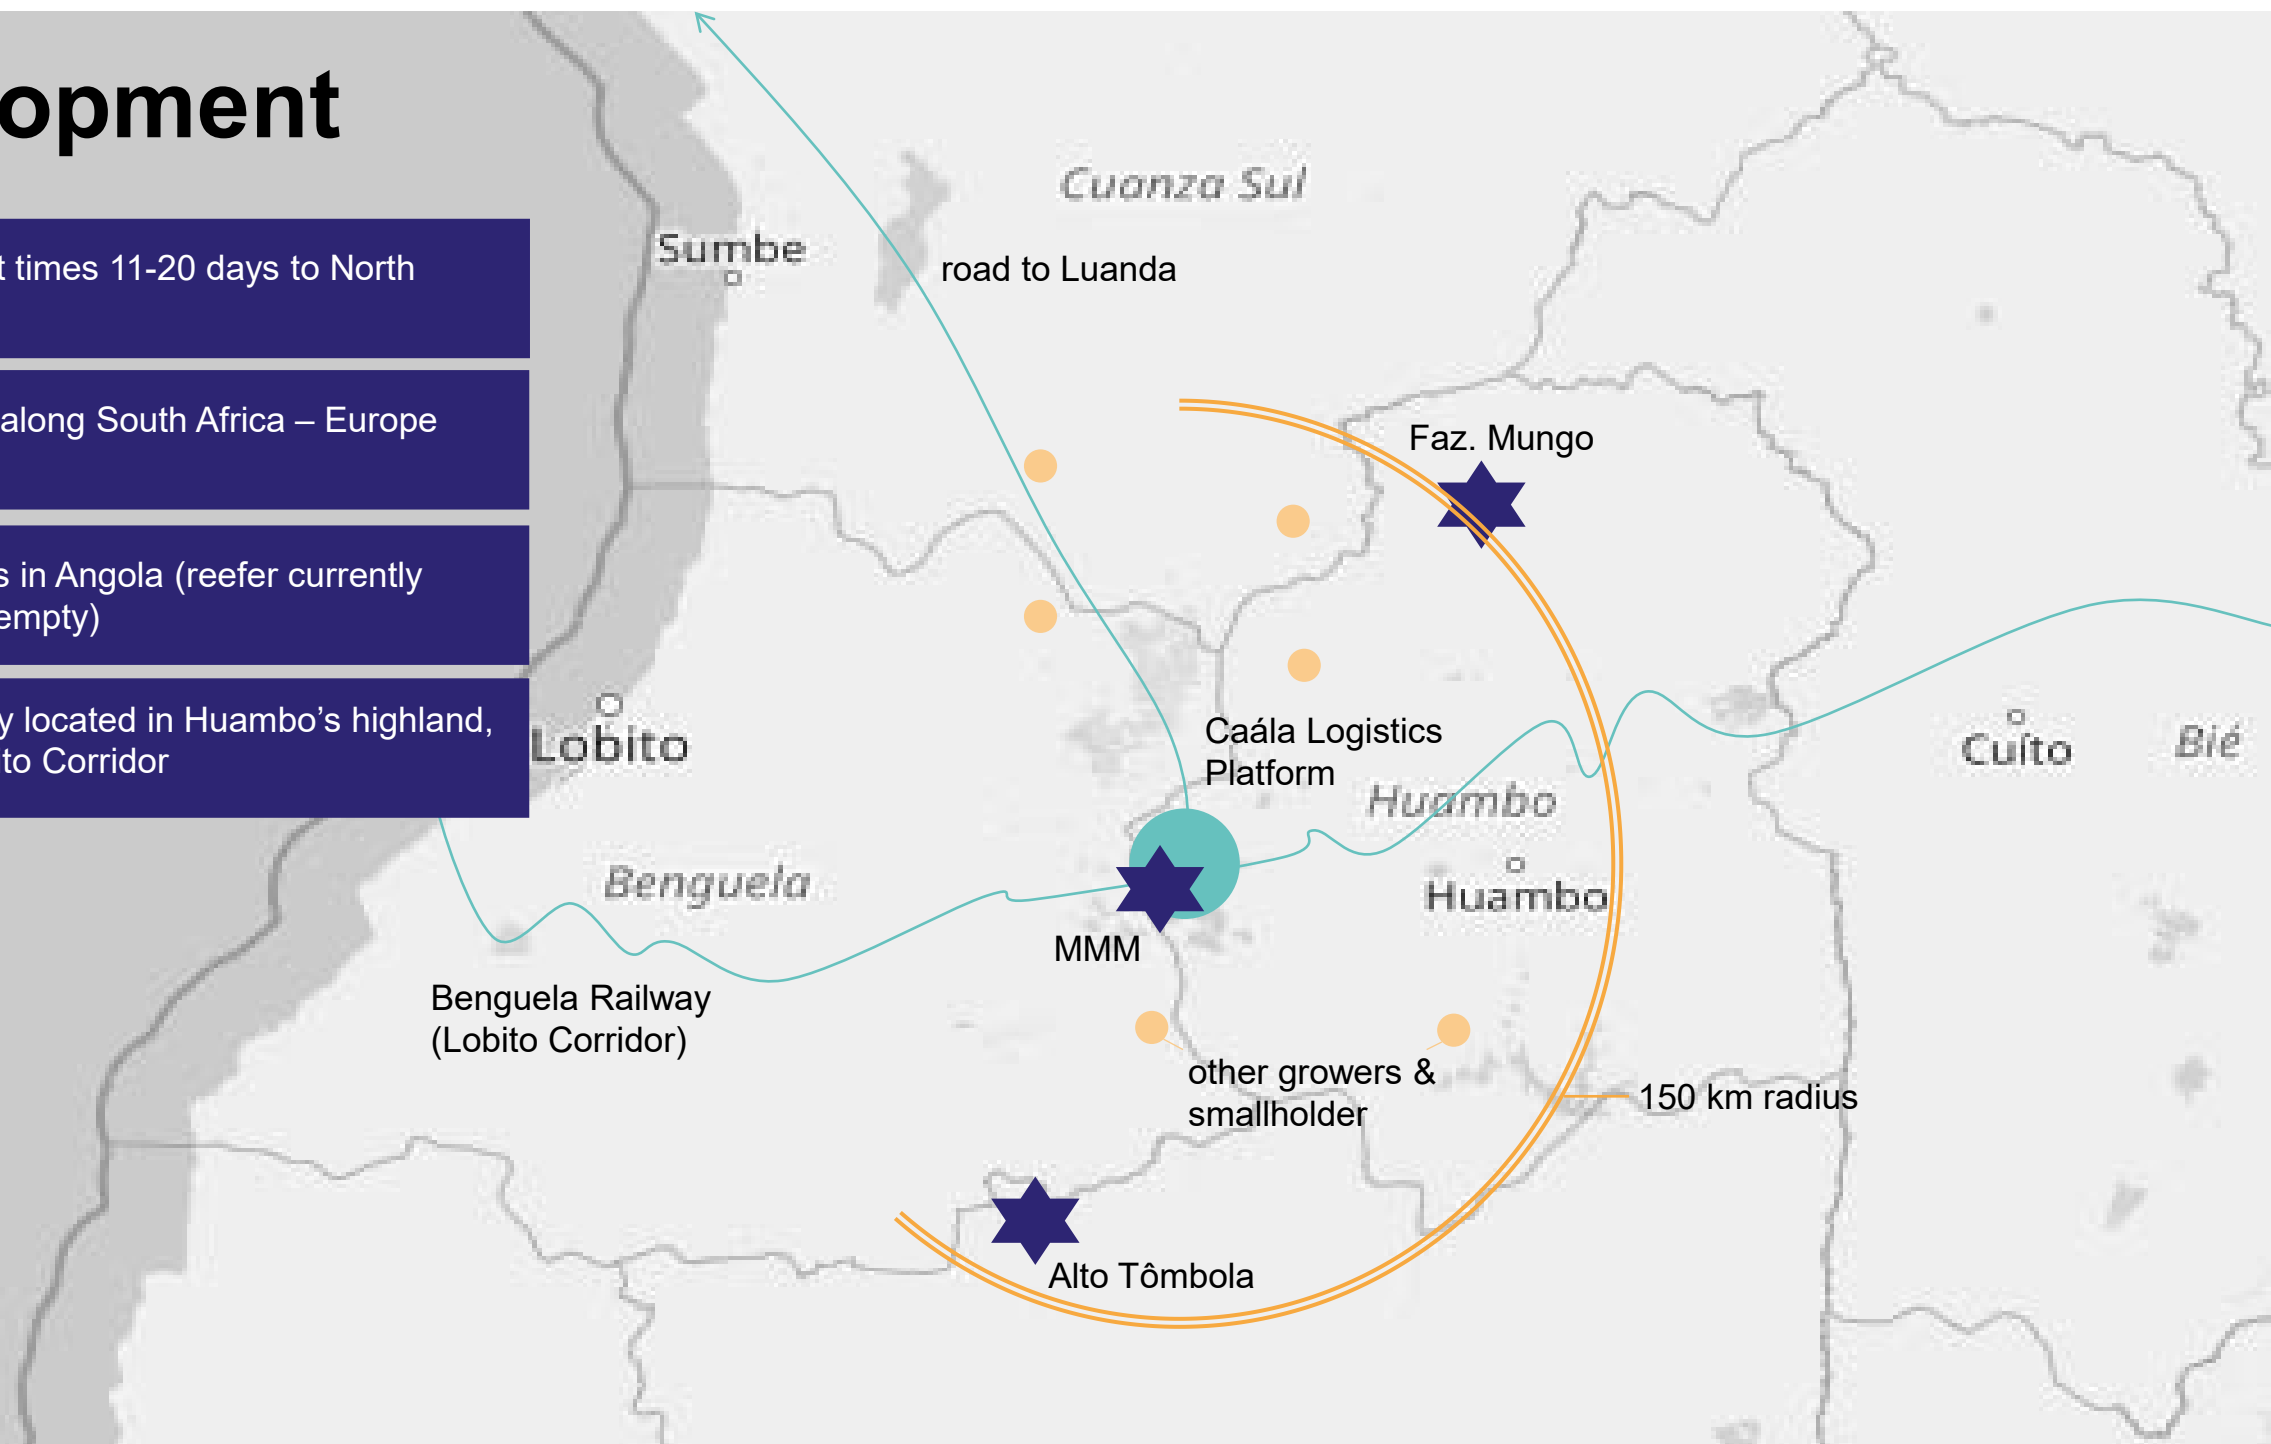 opment
t times 11-20 days to North
along South Africa – Europe
s in Angola (reefer currently
empty)
y located in Huambo’s highland,
ito Corridor
Cuanza Sul
Sumbe
road to Luanda
Faz. Mungo
Lobito
Caála Logistics
Platform
Huambo
Cuíto
Bié
Benguela
Huambo
MMM
Benguela Railway
(Lobito Corridor)
other growers &
smallholder
150 km radius
Alto Tômbola